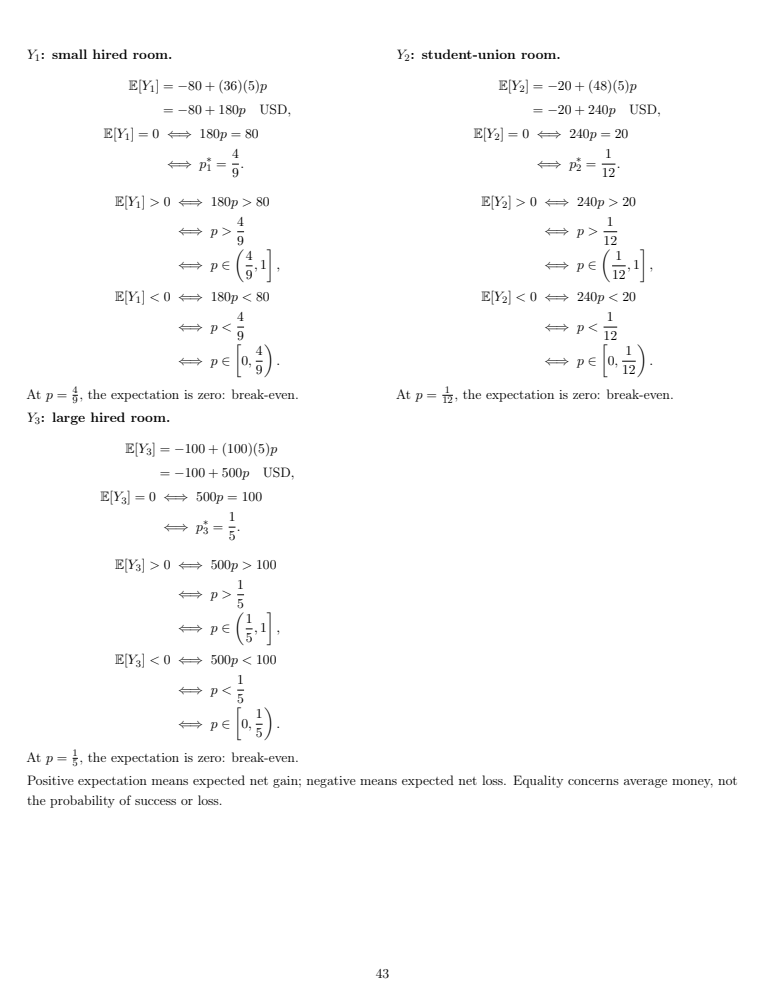 Y₁: small hired room.
𝔼[Y₁] = −80 + (36)(5)p
= −80 + 180p USD,
𝔼[Y₁] = 0 ⟺ 180p = 80
⟺ p₁* = 4/9.
𝔼[Y₁] > 0 ⟺ 180p > 80
⟺ p > 4/9
⟺ p ∈ (4/9, 1],
𝔼[Y₁] < 0 ⟺ 180p < 80
⟺ p < 4/9
⟺ p ∈ [0, 4/9).
At p = 4/9, the expectation is zero: break-even.
Y₂: student-union room.
𝔼[Y₂] = −20 + (48)(5)p
= −20 + 240p USD,
𝔼[Y₂] = 0 ⟺ 240p = 20
⟺ p₂* = 1/12.
𝔼[Y₂] > 0 ⟺ 240p > 20
⟺ p > 1/12
⟺ p ∈ (1/12, 1],
𝔼[Y₂] < 0 ⟺ 240p < 20
⟺ p < 1/12
⟺ p ∈ [0, 1/12).
At p = 1/12, the expectation is zero: break-even.
Y₃: large hired room.
𝔼[Y₃] = −100 + (100)(5)p
= −100 + 500p USD,
𝔼[Y₃] = 0 ⟺ 500p = 100
⟺ p₃* = 1/5.
𝔼[Y₃] > 0 ⟺ 500p > 100
⟺ p > 1/5
⟺ p ∈ (1/5, 1],
𝔼[Y₃] < 0 ⟺ 500p < 100
⟺ p < 1/5
⟺ p ∈ [0, 1/5).
At p = 1/5, the expectation is zero: break-even.
Positive expectation means expected net gain; negative means expected net loss. Equality concerns average money, not
the probability of success or loss.
43